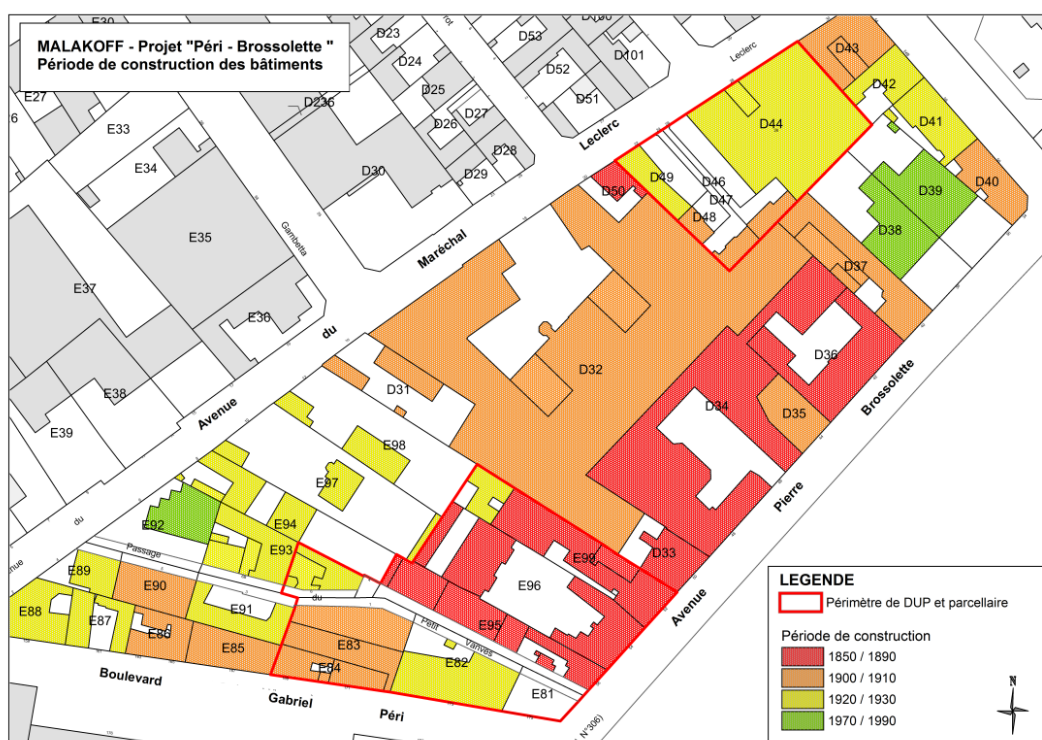 MALAKOFF - Projet "Péri - Brossolette "
Période de construction des bâtiments
D23
D24
D25
D236
D26
D27
D28
D29
D30
D53
D52
D51
D101
E27
E33
E34
E35
E36
E37
E38
E39
Gambetta
Leclerc
Leclerc
Maréchal
du
Avenue
D43
D42
D41
D40
D39
D38
D44
D46
D47
D48
D49
D50
D37
D36
D35
D34
D33
D32
D31
E98
E97
E94
E93
E92
du
Passage
E89
E90
E91
E88
E87
E86
E85
E83
E84
E82
E81
E99
E96
E95
du
Petit
Vanves
Boulevard
Gabriel
Péri
Avenue
Pierre
Brossolette
N°306)
LEGENDE
Périmètre de DUP et parcellaire
Période de construction
1850 / 1890
1900 / 1910
1920 / 1930
1970 / 1990
N